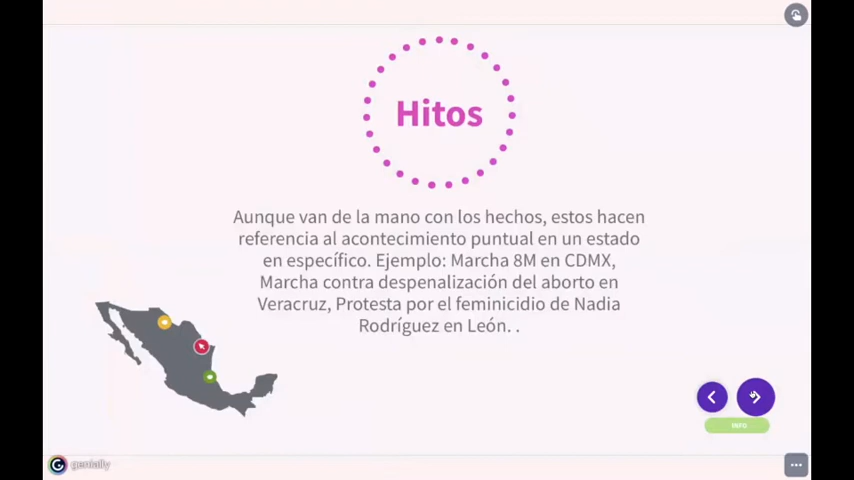 Hitos
Aunque van de la mano con los hechos, estos hacen
referencia al acontecimiento puntual en un estado
en específico. Ejemplo: Marcha 8M en CDMX,
Marcha contra despenalización del aborto en
Veracruz, Protesta por el feminicidio de Nadia
Rodríguez en León. .
INFO
genially